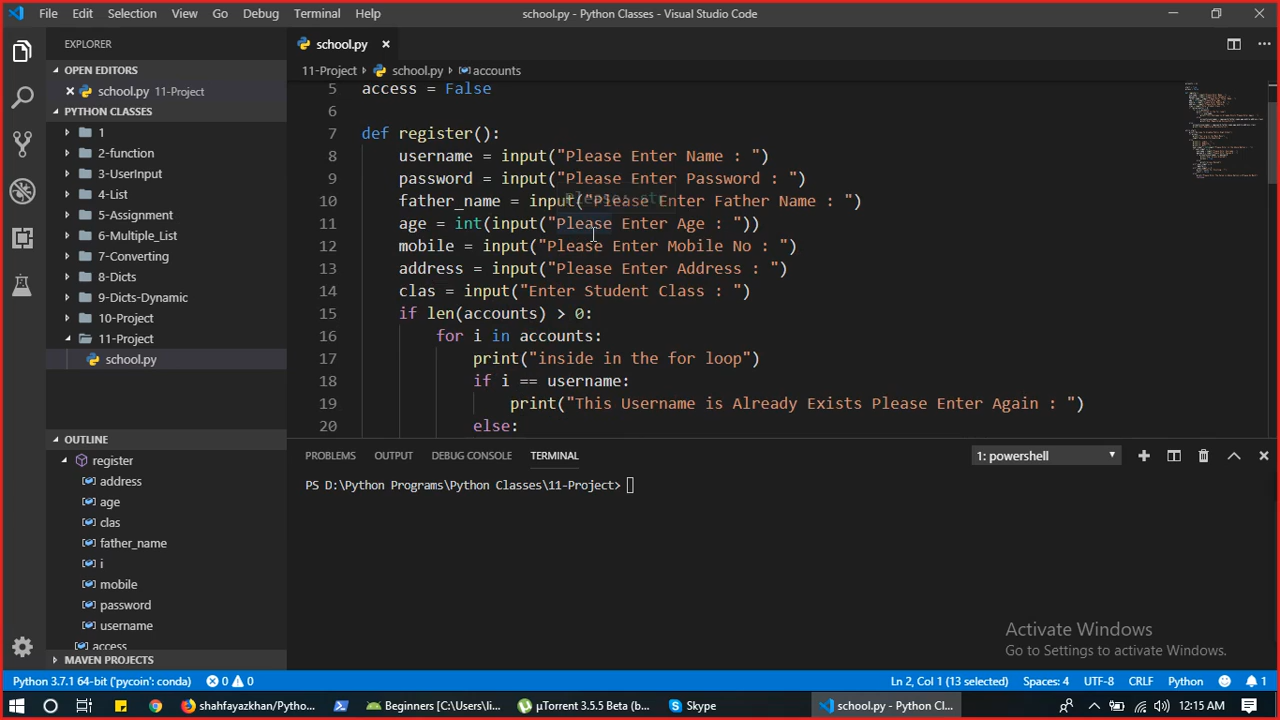 File Edit Selection View Go Debug Terminal Help
school.py - Python Classes - Visual Studio Code
EXPLORER
OPEN EDITORS
school.py 11-Project
PYTHON CLASSES
1
2-function
3-UserInput
4-List
5-Assignment
6-Multiple_List
7-Converting
8-Dicts
9-Dicts-Dynamic
10-Project
11-Project
school.py
OUTLINE
register
address
age
clas
father_name
i
mobile
password
username
access
MAVEN PROJECTS
school.py
11-Project > school.py > accounts
5 access = False
6
7 def register():
8 username = input("Please Enter Name : ")
9 password = input("Please Enter Password : ")
10 father_name = input("Please Enter Father Name : ")
11 age = int(input("Please Enter Age : "))
12 mobile = input("Please Enter Mobile No : ")
13 address = input("Please Enter Address : ")
14 clas = input("Enter Student Class : ")
15 if len(accounts) > 0:
16 for i in accounts:
17 print("inside in the for loop")
18 if i == username:
19 print("This Username is Already Exists Please Enter Again : ")
20 else:
PROBLEMS OUTPUT DEBUG CONSOLE TERMINAL
1: powershell
PS D:\Python Programs\Python Classes\11-Project>
Activate Windows
Go to Settings to activate Windows.
Python 3.7.1 64-bit ('pycoin': conda) 0 0
Ln 2, Col 1 (13 selected) Spaces: 4 UTF-8 CRLF Python 1
shahfayazkhan/Pytho... Beginners [C:\Users\li... µTorrent 3.5.5 Beta (b... Skype school.py - Python Cl... 12:15 AM